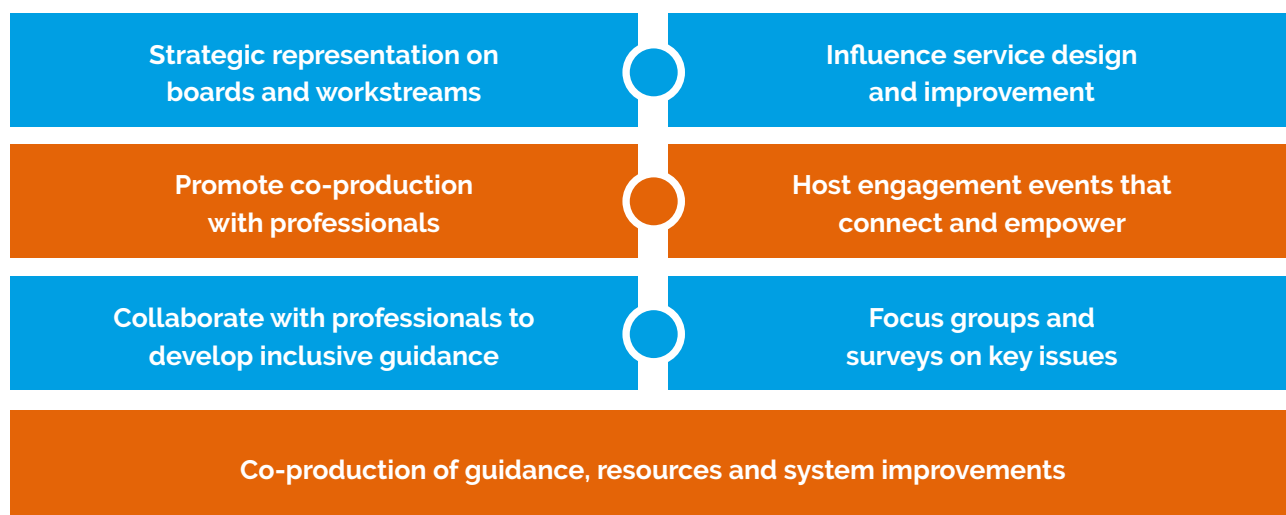 Strategic representation on
boards and workstreams
Influence service design
and improvement
Promote co-production
with professionals
Host engagement events that
connect and empower
Collaborate with professionals to
develop inclusive guidance
Focus groups and
surveys on key issues
Co-production of guidance, resources and system improvements